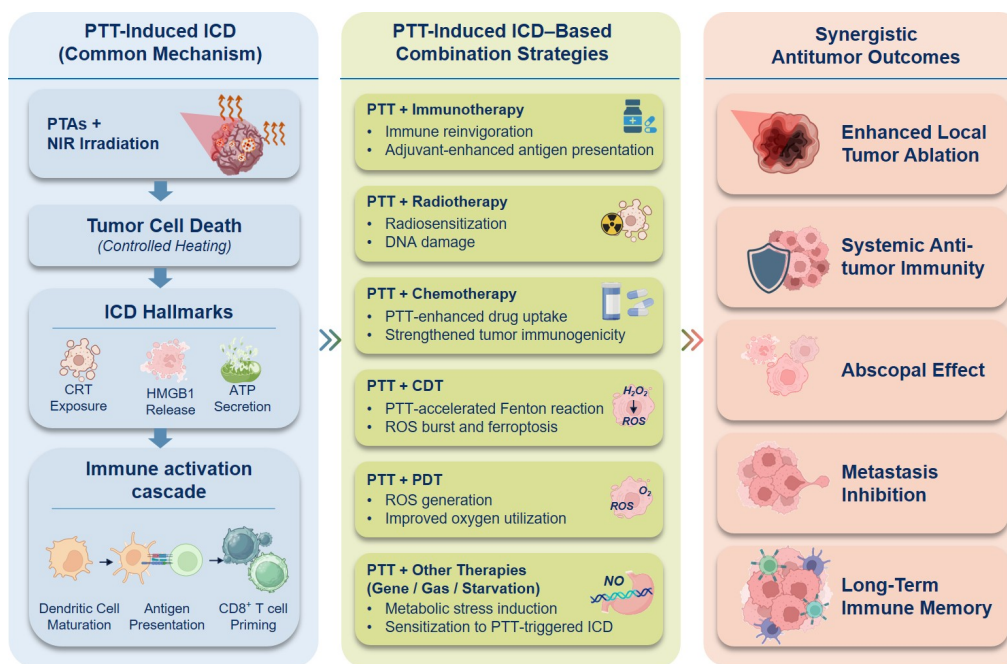 PTT-Induced ICD
(Common Mechanism)
PTAs +
NIR Irradiation
Tumor Cell Death
(Controlled Heating)
ICD Hallmarks
CRT
Exposure
HMGB1
Release
ATP
Secretion
Immune activation
cascade
Dendritic Cell
Maturation
Antigen
Presentation
CD8⁺ T cell
Priming
PTT-Induced ICD–Based
Combination Strategies
PTT + Immunotherapy
• Immune reinvigoration
• Adjuvant-enhanced antigen presentation
PTT + Radiotherapy
• Radiosensitization
• DNA damage
PTT + Chemotherapy
• PTT-enhanced drug uptake
• Strengthened tumor immunogenicity
PTT + CDT
• PTT-accelerated Fenton reaction
• ROS burst and ferroptosis
H₂O₂
ROS
PTT + PDT
• ROS generation
• Improved oxygen utilization
O₂
ROS
PTT + Other Therapies
(Gene / Gas / Starvation)
• Metabolic stress induction
• Sensitization to PTT-triggered ICD
NO
Synergistic
Antitumor Outcomes
Enhanced Local
Tumor Ablation
Systemic Anti-
tumor Immunity
Abscopal Effect
Metastasis
Inhibition
Long-Term
Immune Memory